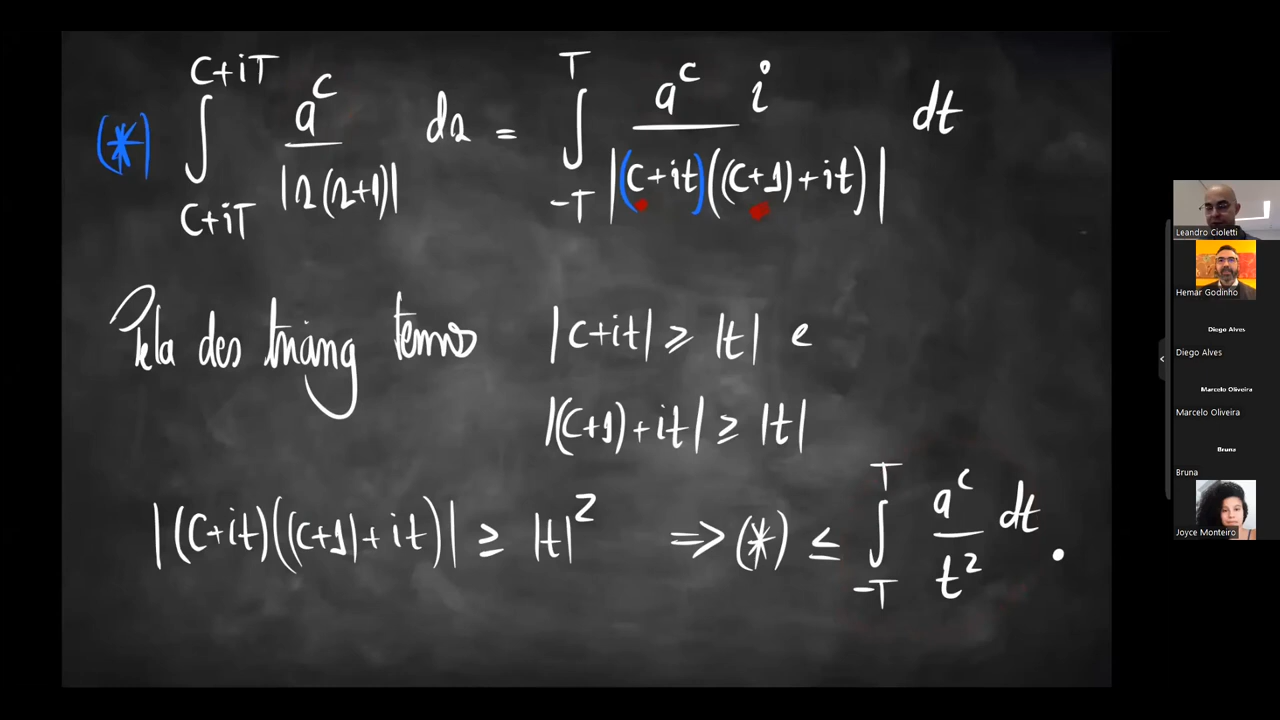 (*) ∫_{C+iT}^{C+iT} a^c / |s(s+1)| ds = ∫_{-T}^{T} a^c i / |(C+it)((C+1)+it)| dt
Pela des triang temos |C+it| ≥ |t| e
|(C+1)+it| ≥ |t|
|(C+it)((C+1)+it)| ≥ |t|² ⟹ (*) ≤ ∫_{-T}^{T} a^c / t² dt.
Leandro Cioletti
Hemar Godinho
Diego Alves
Diego Alves
Marcelo Oliveira
Marcelo Oliveira
Bruna
Bruna
Joyce Monteiro